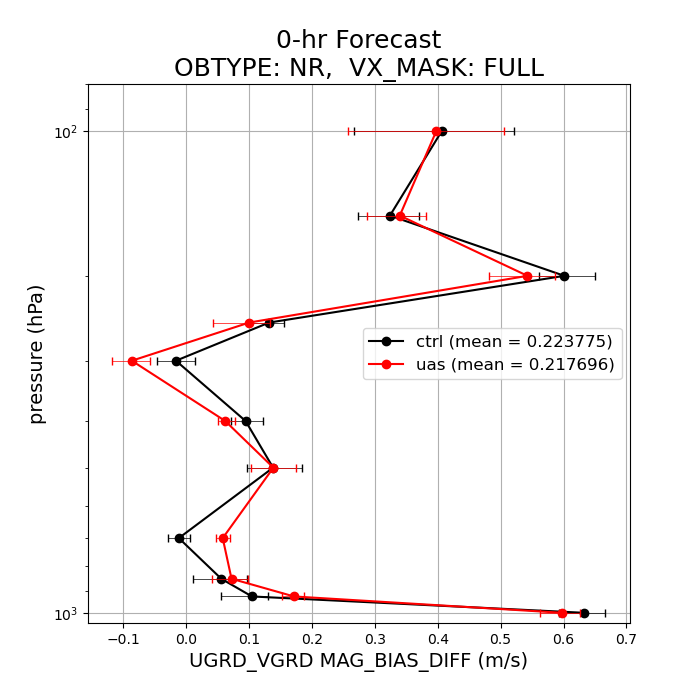 0-hr Forecast
OBTYPE: NR,  VX_MASK: FULL
10²
10³
pressure (hPa)
ctrl (mean = 0.223775)
uas (mean = 0.217696)
−0.1 0.0 0.1 0.2 0.3 0.4 0.5 0.6 0.7
UGRD_VGRD MAG_BIAS_DIFF (m/s)